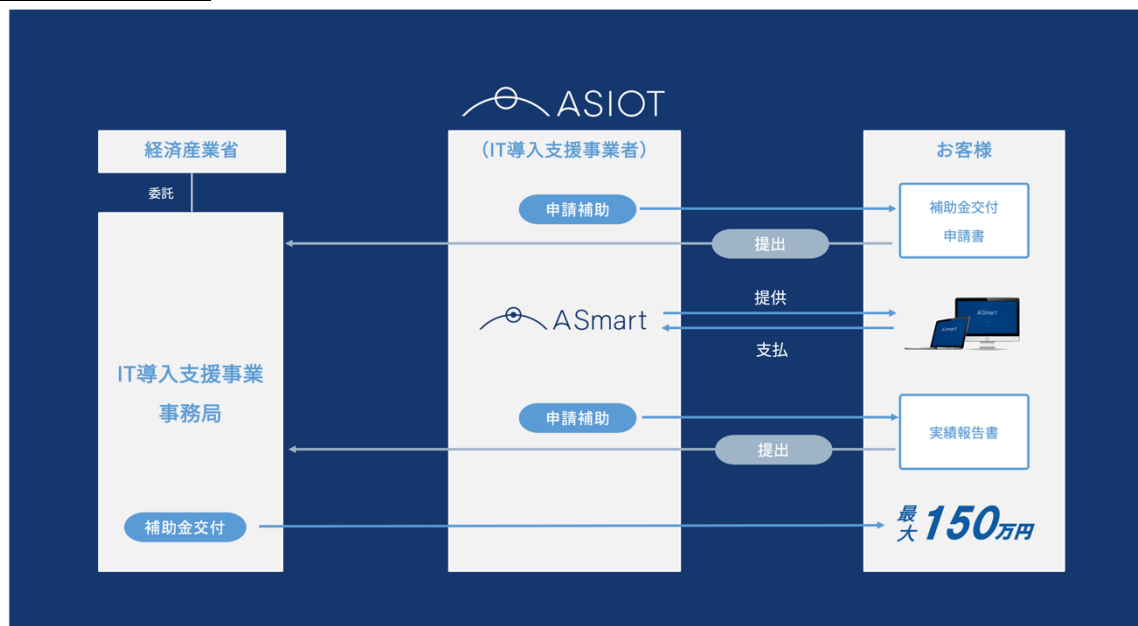 ASIOT
経済産業省
委託
IT導入支援事業
事務局
補助金交付
(IT導入支援事業者)
申請補助
提出
ASmart
提供
支払
申請補助
提出
お客様
補助金交付
申請書
ASmart
ASmart
実績報告書
最大150万円